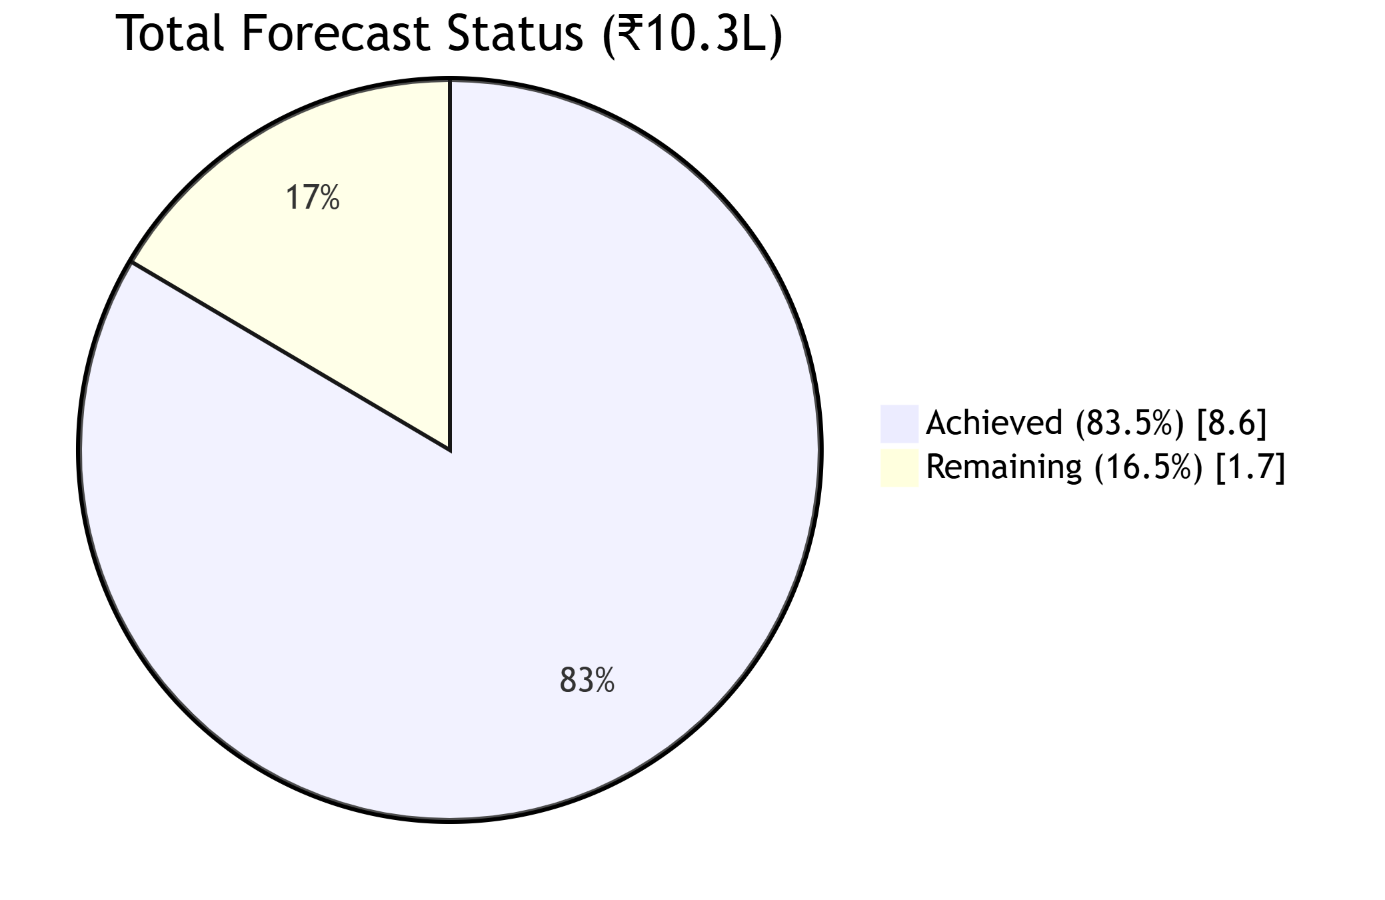 Total Forecast Status (₹10.3L)
17%
Achieved (83.5%) [8.6]
Remaining (16.5%) [1.7]
83%